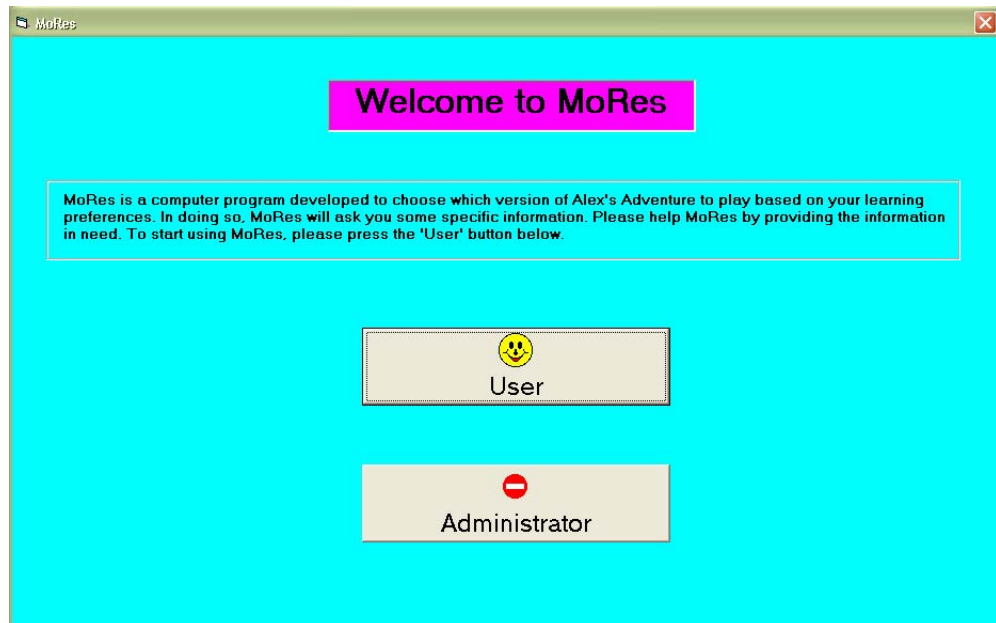 MoRes
Welcome to MoRes
MoRes is a computer program developed to choose which version of Alex's Adventure to play based on your learning
preferences. In doing so, MoRes will ask you some specific information. Please help MoRes by providing the information
in need. To start using MoRes, please press the 'User' button below.
User
Administrator